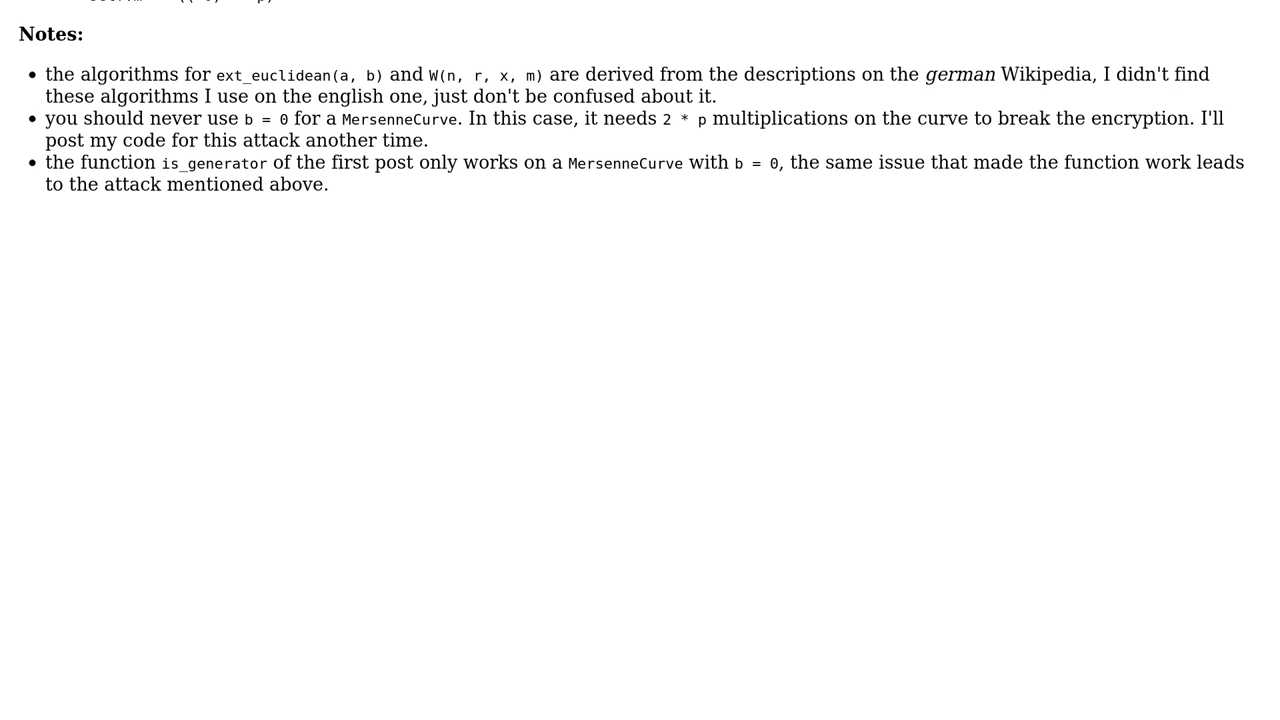 Notes:
the algorithms for ext_euclidean(a, b) and W(n, r, x, m) are derived from the descriptions on the german Wikipedia, I didn't find
these algorithms I use on the english one, just don't be confused about it.
you should never use b = 0 for a MersenneCurve. In this case, it needs 2 * p multiplications on the curve to break the encryption. I'll
post my code for this attack another time.
the function is_generator of the first post only works on a MersenneCurve with b = 0, the same issue that made the function work leads
to the attack mentioned above.